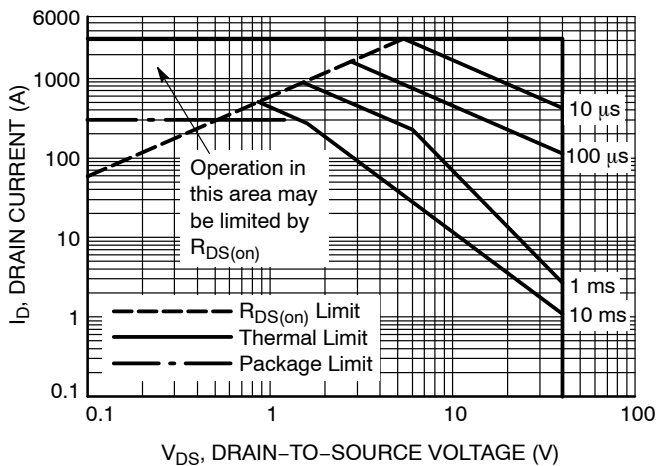 6000
1000
100
10
1
0.1
I_D, DRAIN CURRENT (A)
Operation in
this area may
be limited by
R_DS(on)
10 μs
100 μs
1 ms
10 ms
R_DS(on) Limit
Thermal Limit
Package Limit
0.1
1
10
100
V_DS, DRAIN−TO−SOURCE VOLTAGE (V)